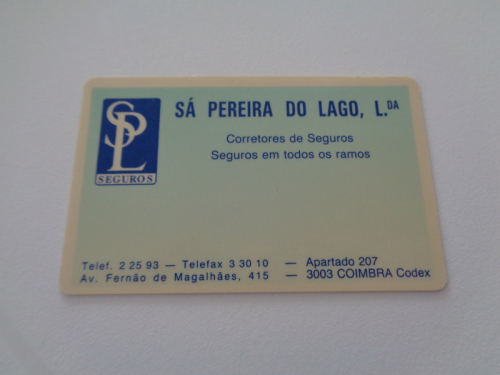 SPL
SEGUROS
SÁ PEREIRA DO LAGO, L.DA
Corretores de Seguros
Seguros em todos os ramos
Telef. 2 25 93 — Telefax 3 30 10 — Apartado 207
Av. Fernão de Magalhães, 415 — 3003 COIMBRA Codex